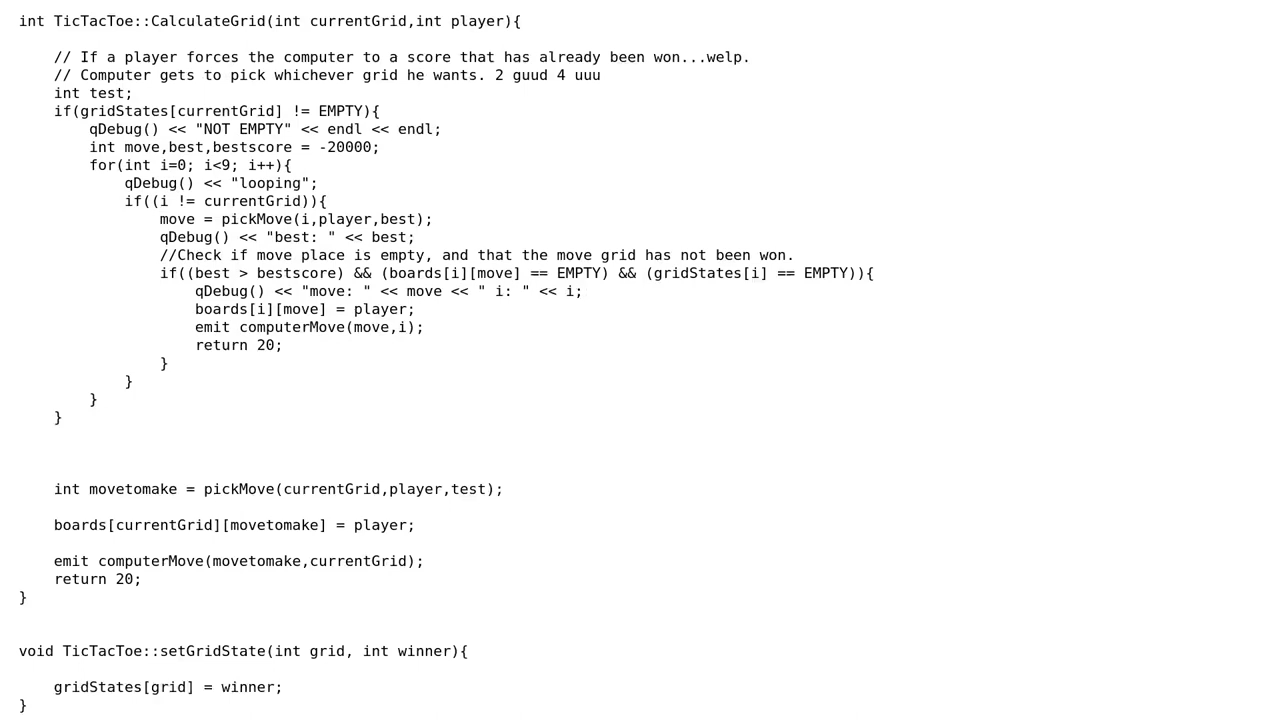 int TicTacToe::CalculateGrid(int currentGrid,int player){
// If a player forces the computer to a score that has already been won...welp.
// Computer gets to pick whichever grid he wants. 2 guud 4 uuu
int test;
if(gridStates[currentGrid] != EMPTY){
qDebug() << "NOT EMPTY" << endl << endl;
int move,best,bestscore = -20000;
for(int i=0; i<9; i++){
qDebug() << "looping";
if((i != currentGrid)){
move = pickMove(i,player,best);
qDebug() << "best: " << best;
//Check if move place is empty, and that the move grid has not been won.
if((best > bestscore) && (boards[i][move] == EMPTY) && (gridStates[i] == EMPTY)){
qDebug() << "move: " << move << " i: " << i;
boards[i][move] = player;
emit computerMove(move,i);
return 20;
}
}
}
}
int movetomake = pickMove(currentGrid,player,test);
boards[currentGrid][movetomake] = player;
emit computerMove(movetomake,currentGrid);
return 20;
}
void TicTacToe::setGridState(int grid, int winner){
gridStates[grid] = winner;
}